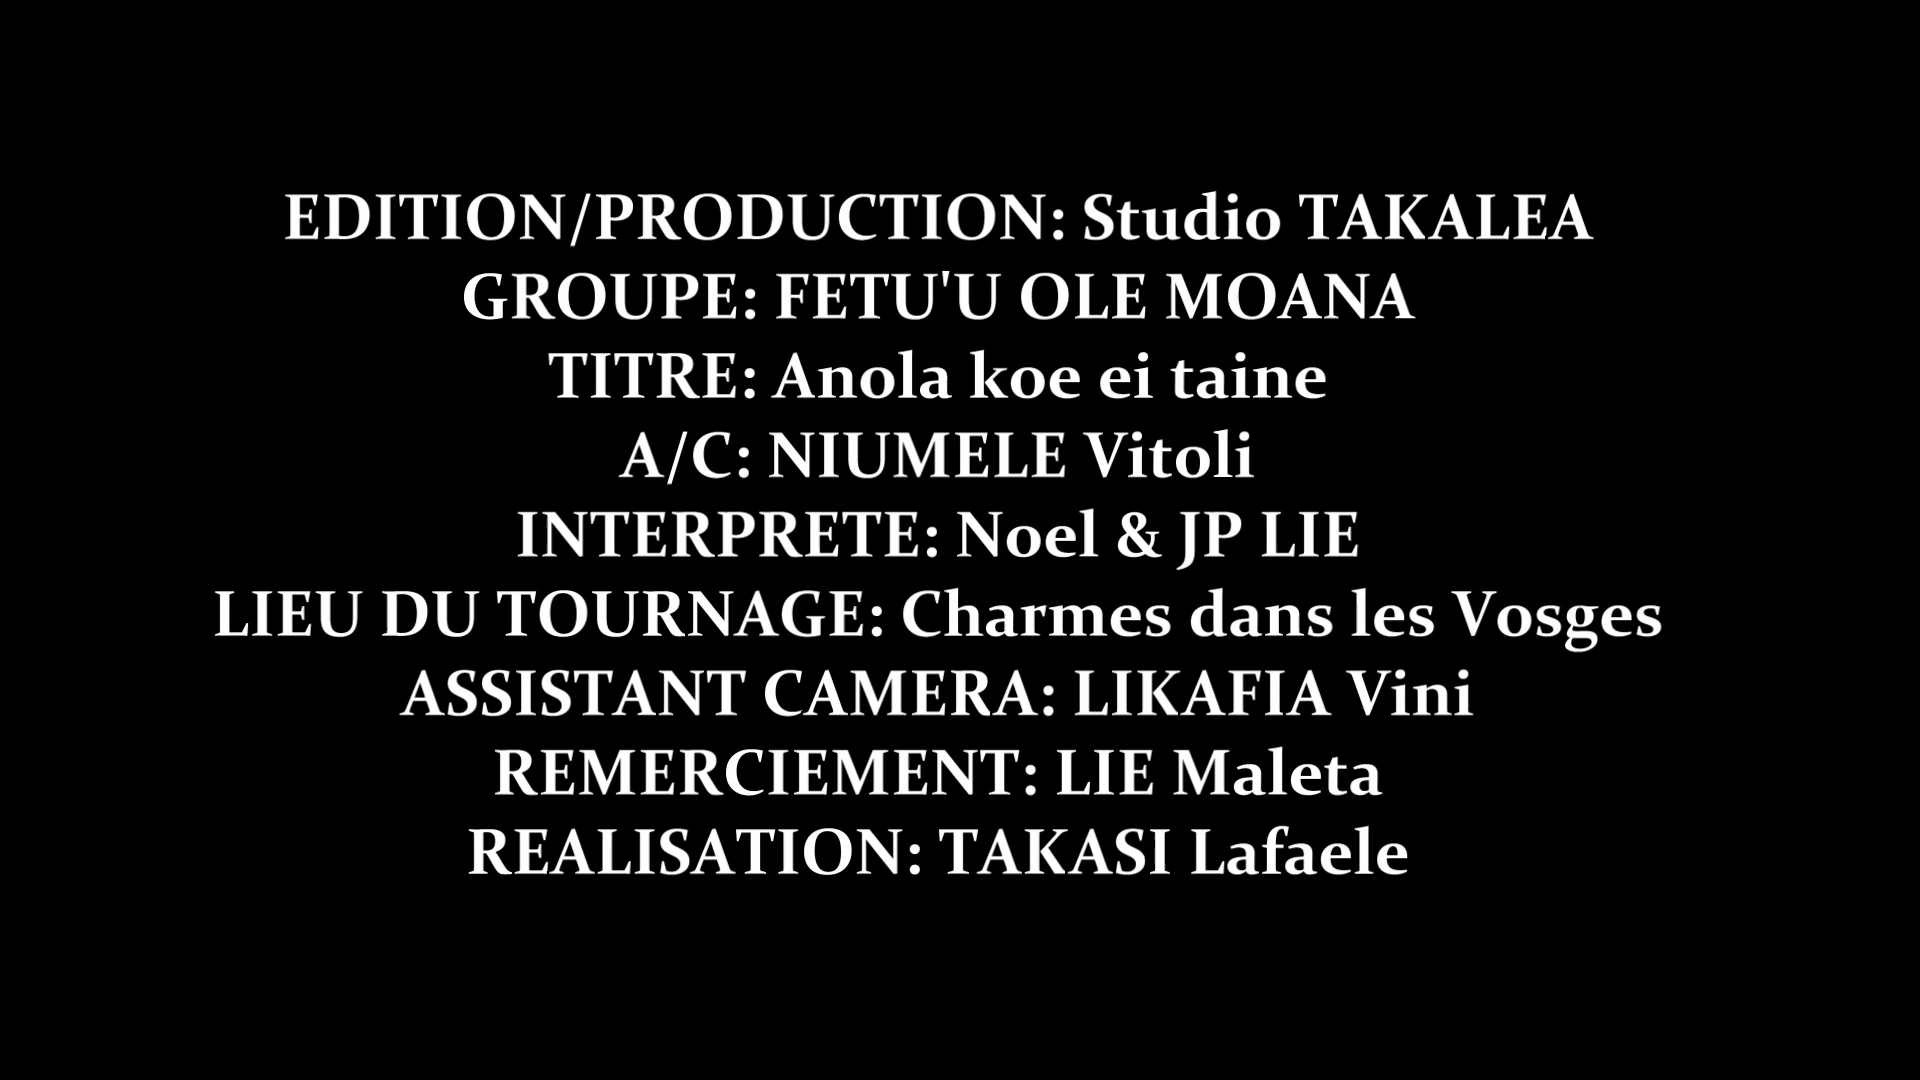 EDITION/PRODUCTION: Studio TAKALEA
GROUPE: FETU'U OLE MOANA
TITRE: Anola koe ei taine
A/C: NIUMELE Vitoli
INTERPRETE: Noel & JP LIE
LIEU DU TOURNAGE: Charmes dans les Vosges
ASSISTANT CAMERA: LIKAFIA Vini
REMERCIEMENT: LIE Maleta
REALISATION: TAKASI Lafaele